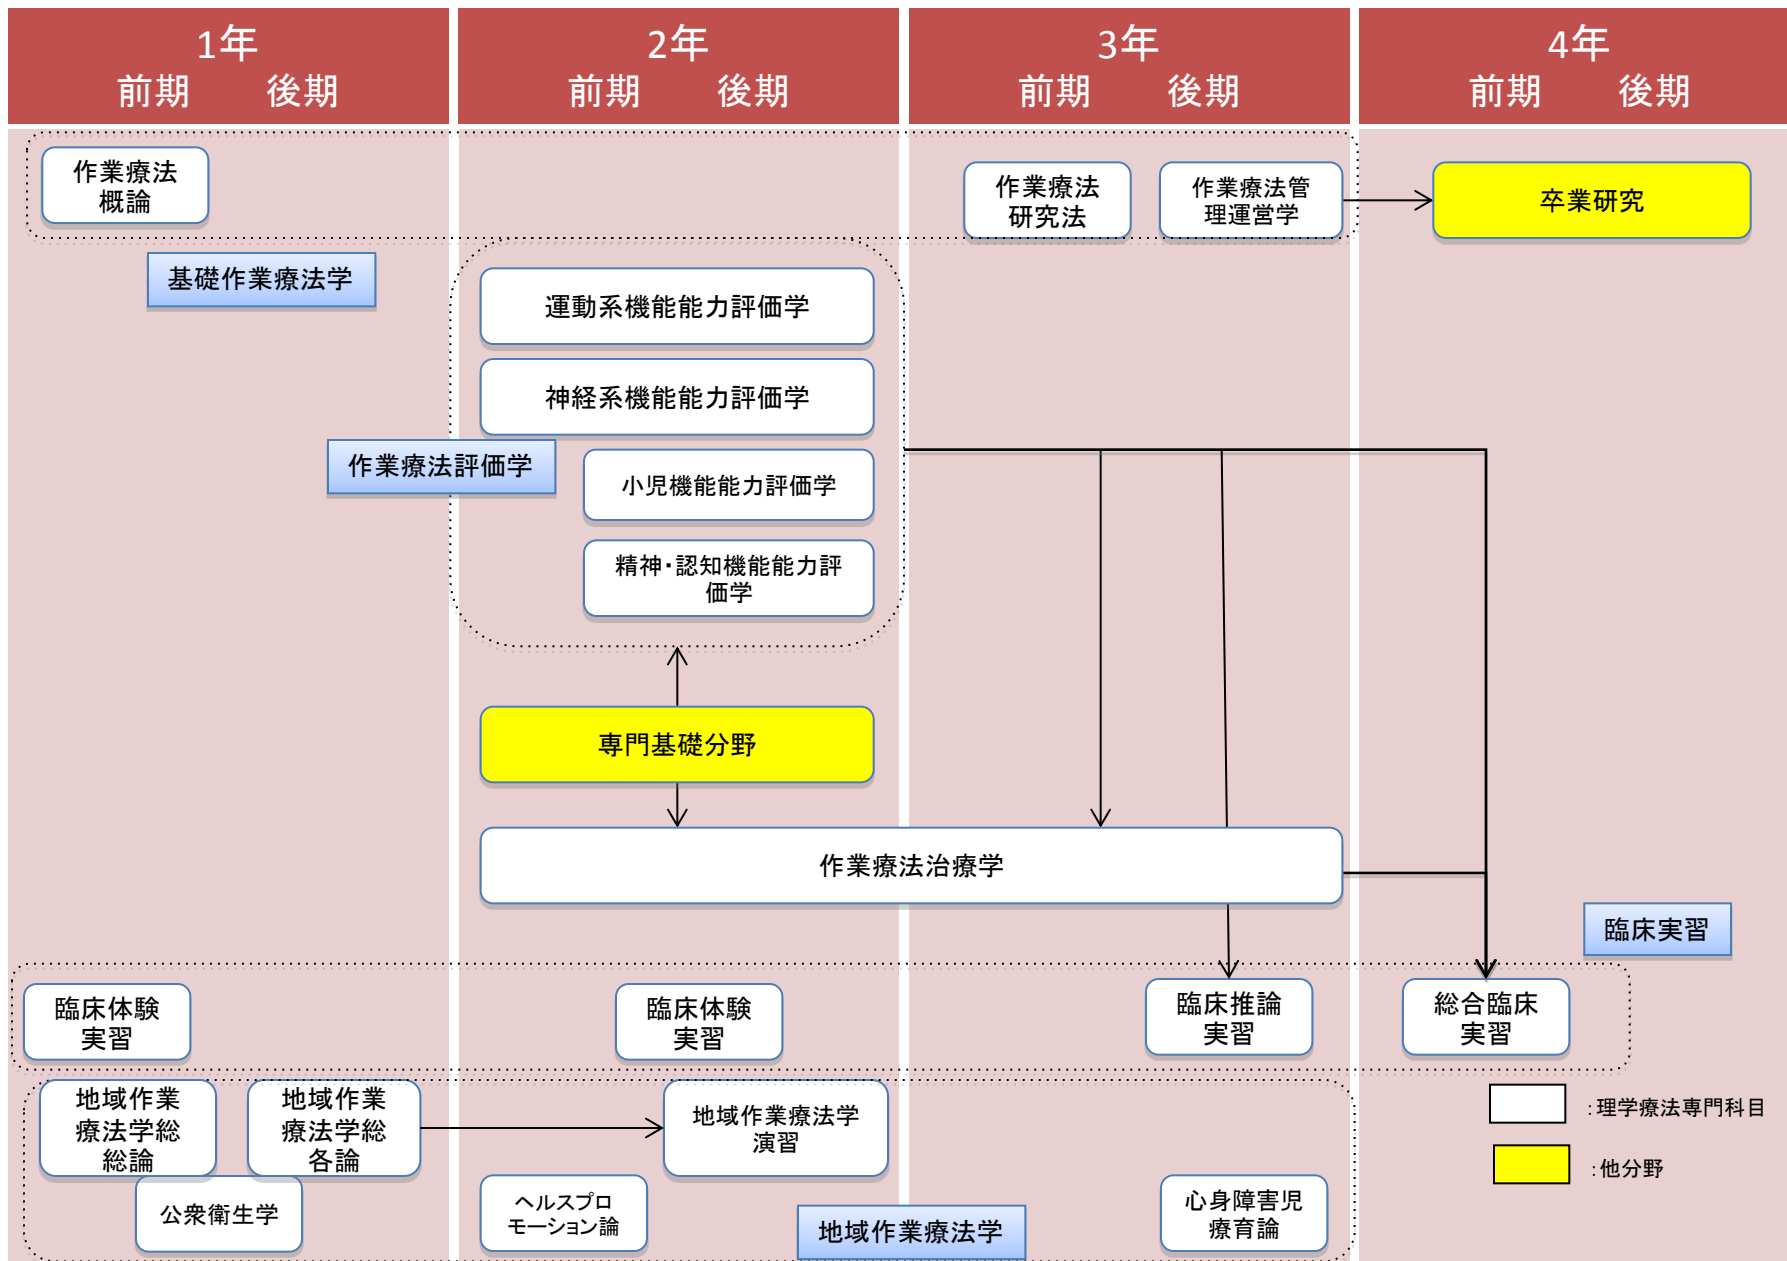 1年
前期 後期
2年
前期 後期
3年
前期 後期
4年
前期 後期
作業療法
概論
作業療法
研究法
作業療法管
理運営学
卒業研究
基礎作業療法学
運動系機能能力評価学
神経系機能能力評価学
作業療法評価学
小児機能能力評価学
精神・認知機能能力評
価学
専門基礎分野
作業療法治療学
臨床実習
臨床体験
実習
臨床体験
実習
臨床推論
実習
総合臨床
実習
地域作業
療法学総
総論
地域作業
療法学総
各論
地域作業療法学
演習
:理学療法専門科目
:他分野
公衆衛生学
ヘルスプロ
モーション論
地域作業療法学
心身障害児
療育論